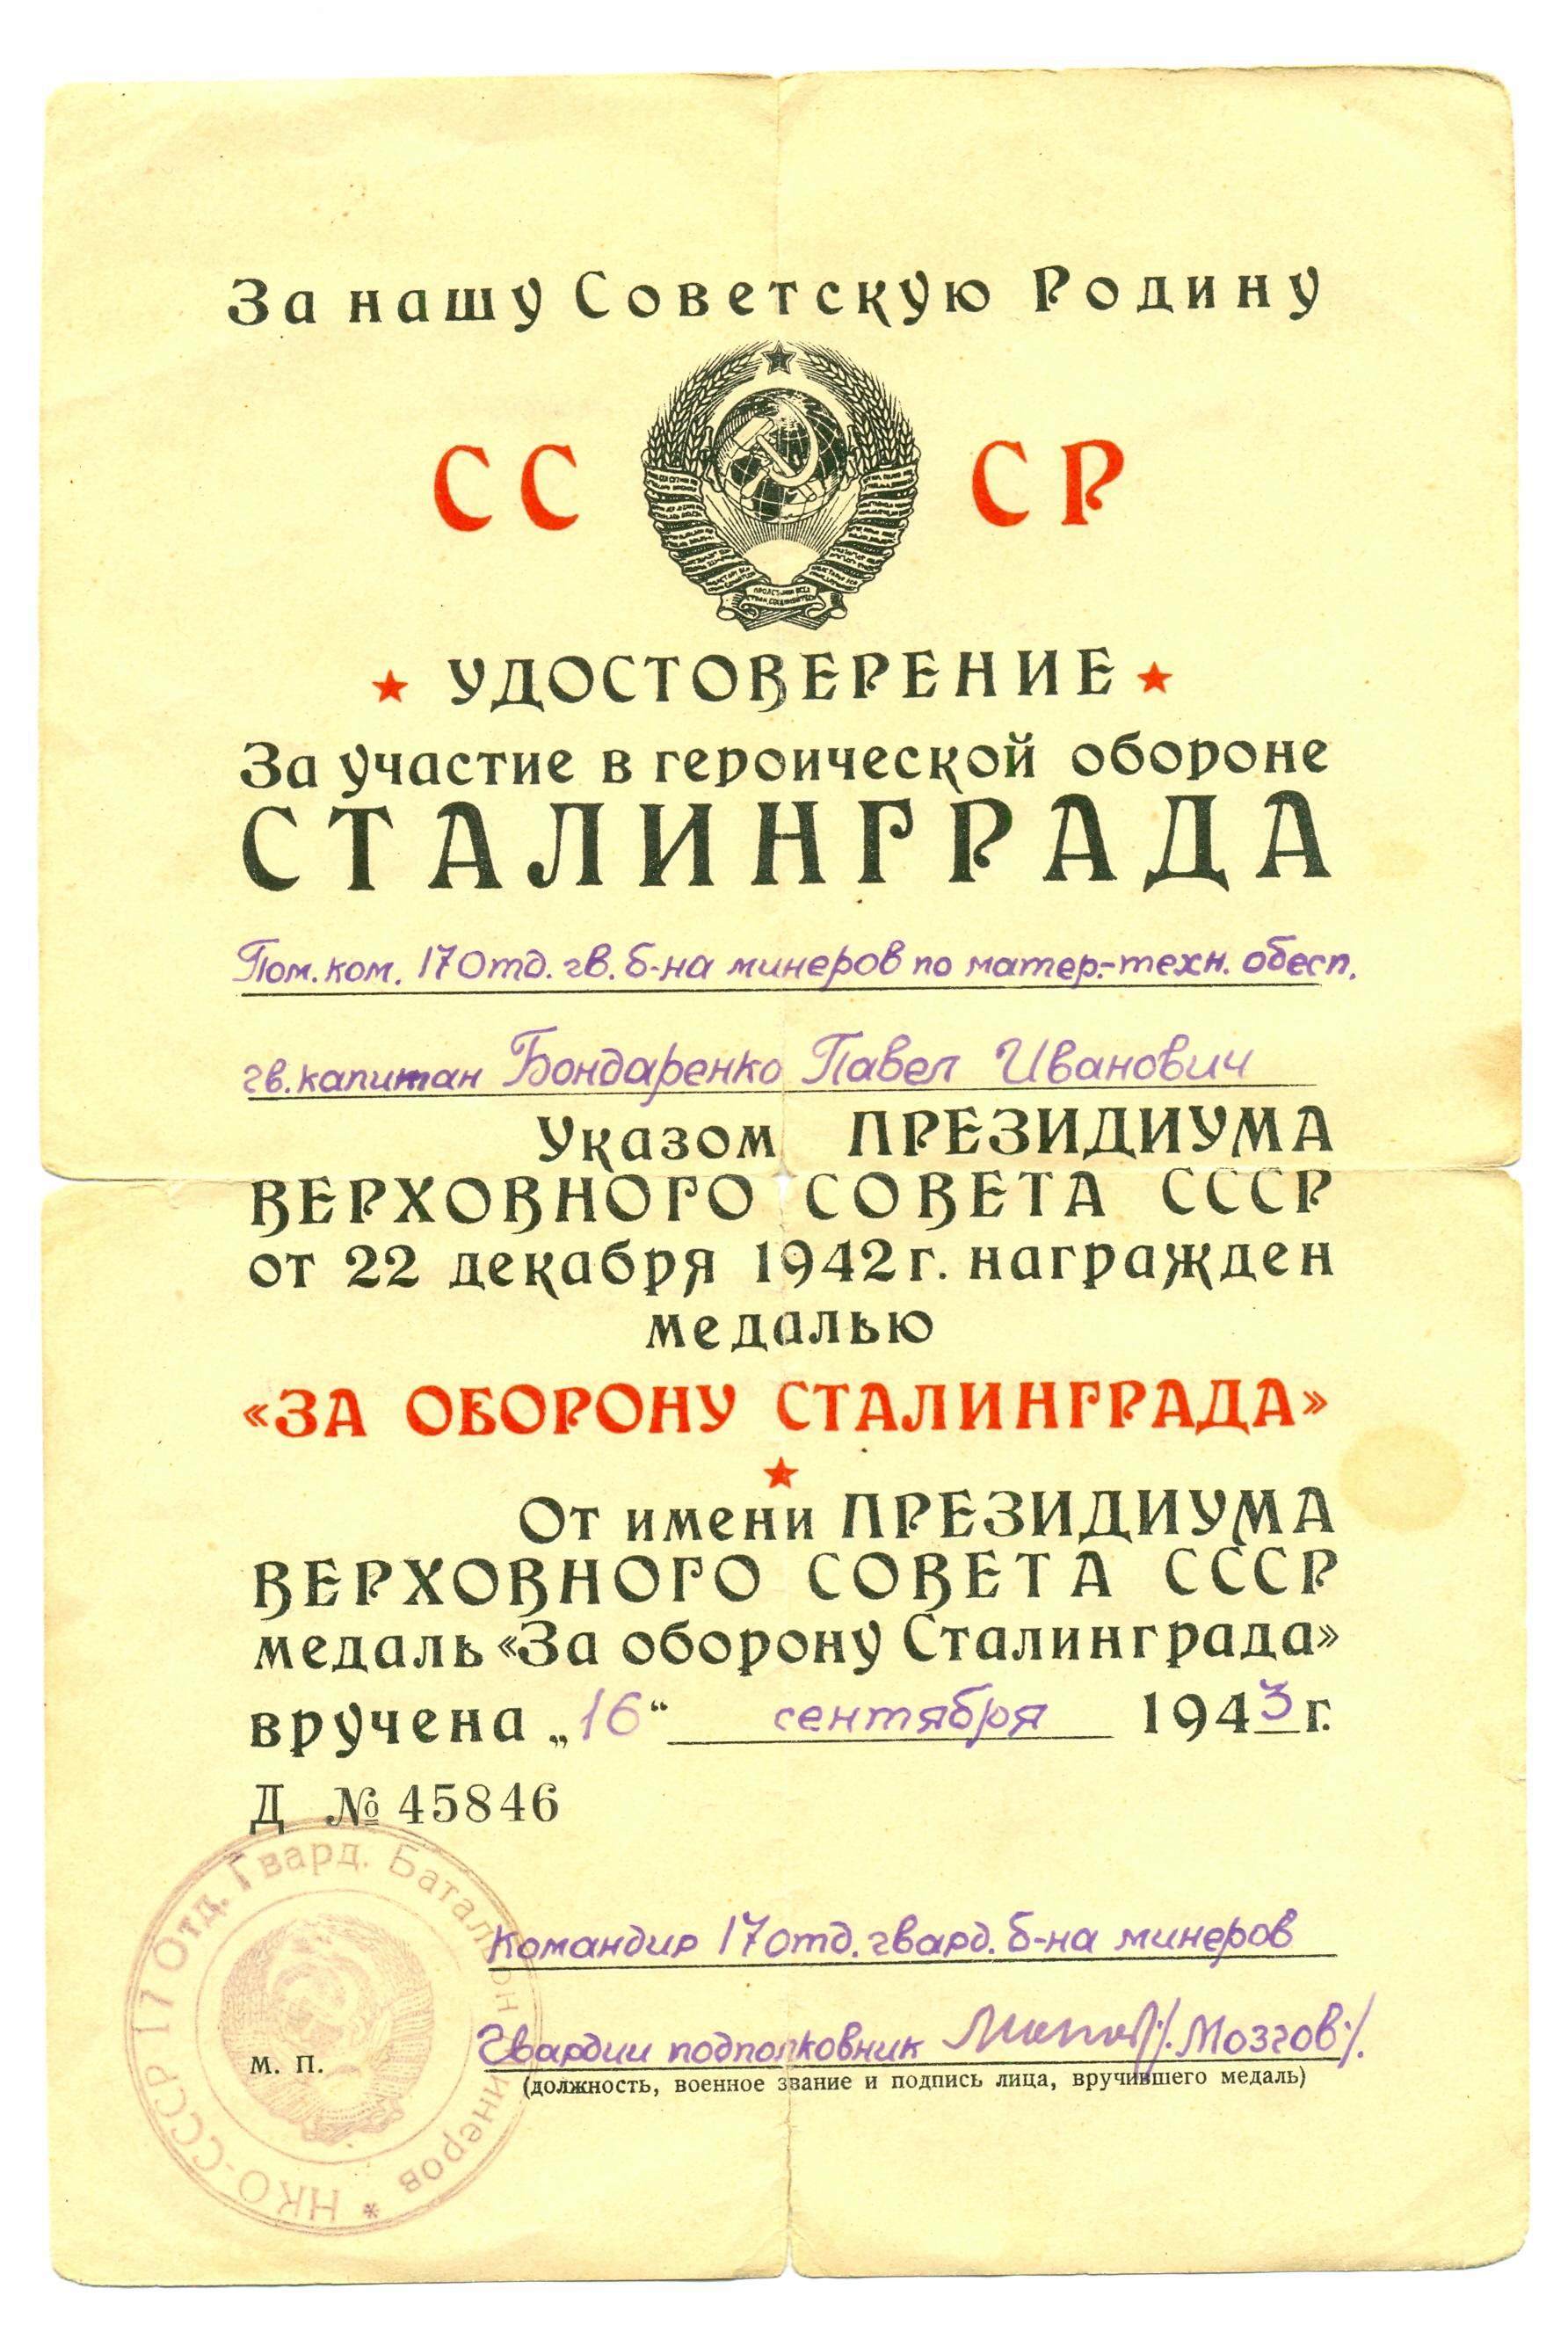 За нашу Советскую Родину
СС СР
УДОСТОВЕРЕНИЕ
За участие в героической обороне
СТАЛИНГРАДА
Пом. ком. 17 отд. гв. б-на минеров по матер.-техн. обесп.
гв. капитан Бондаренко Павел Иванович
Указом ПРЕЗИДИУМА
ВЕРХОВНОГО СОВЕТА СССР
от 22 декабря 1942 г. награжден
медалью
«ЗА ОБОРОНУ СТАЛИНГРАДА»
От имени ПРЕЗИДИУМА
ВЕРХОВНОГО СОВЕТА СССР
медаль «За оборону Сталинграда»
вручена „16“ сентября 1943 г.
Д № 45846
НКО-СССР 17 Отд. Гвард. Батальон минеров *
Командир 17 отд. гвард. б-на минеров
Гвардии подполковник /.Мозгов./
м. п.
(должность, военное звание и подпись лица, вручившего медаль)